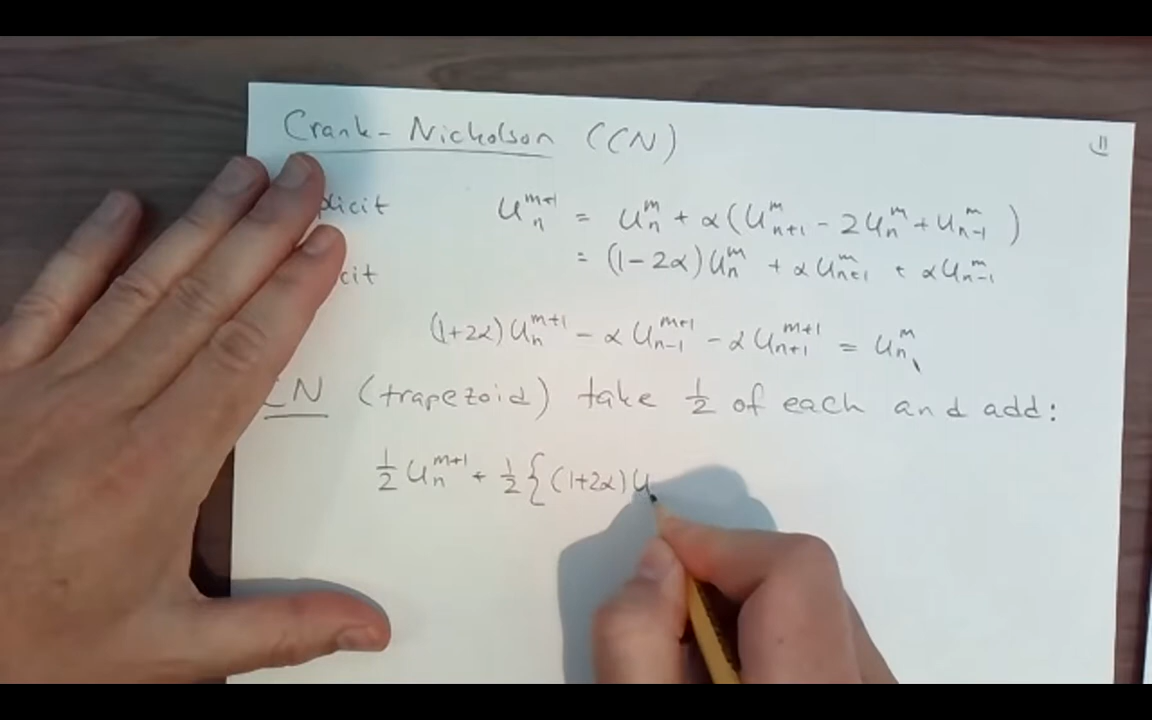 Crank-Nicholson (CN)
11
plicit u_n^{m+1} = u_n^m + α(u_{n+1}^m - 2u_n^m + u_{n-1}^m)
= (1-2α)u_n^m + αu_{n+1}^m + αu_{n-1}^m
cit
(1+2α)u_n^{m+1} - αu_{n-1}^{m+1} - αu_{n+1}^{m+1} = u_n^m
CN (trapezoid) take 1/2 of each and add:
1/2 u_n^{m+1} + 1/2 {(1+2α)u